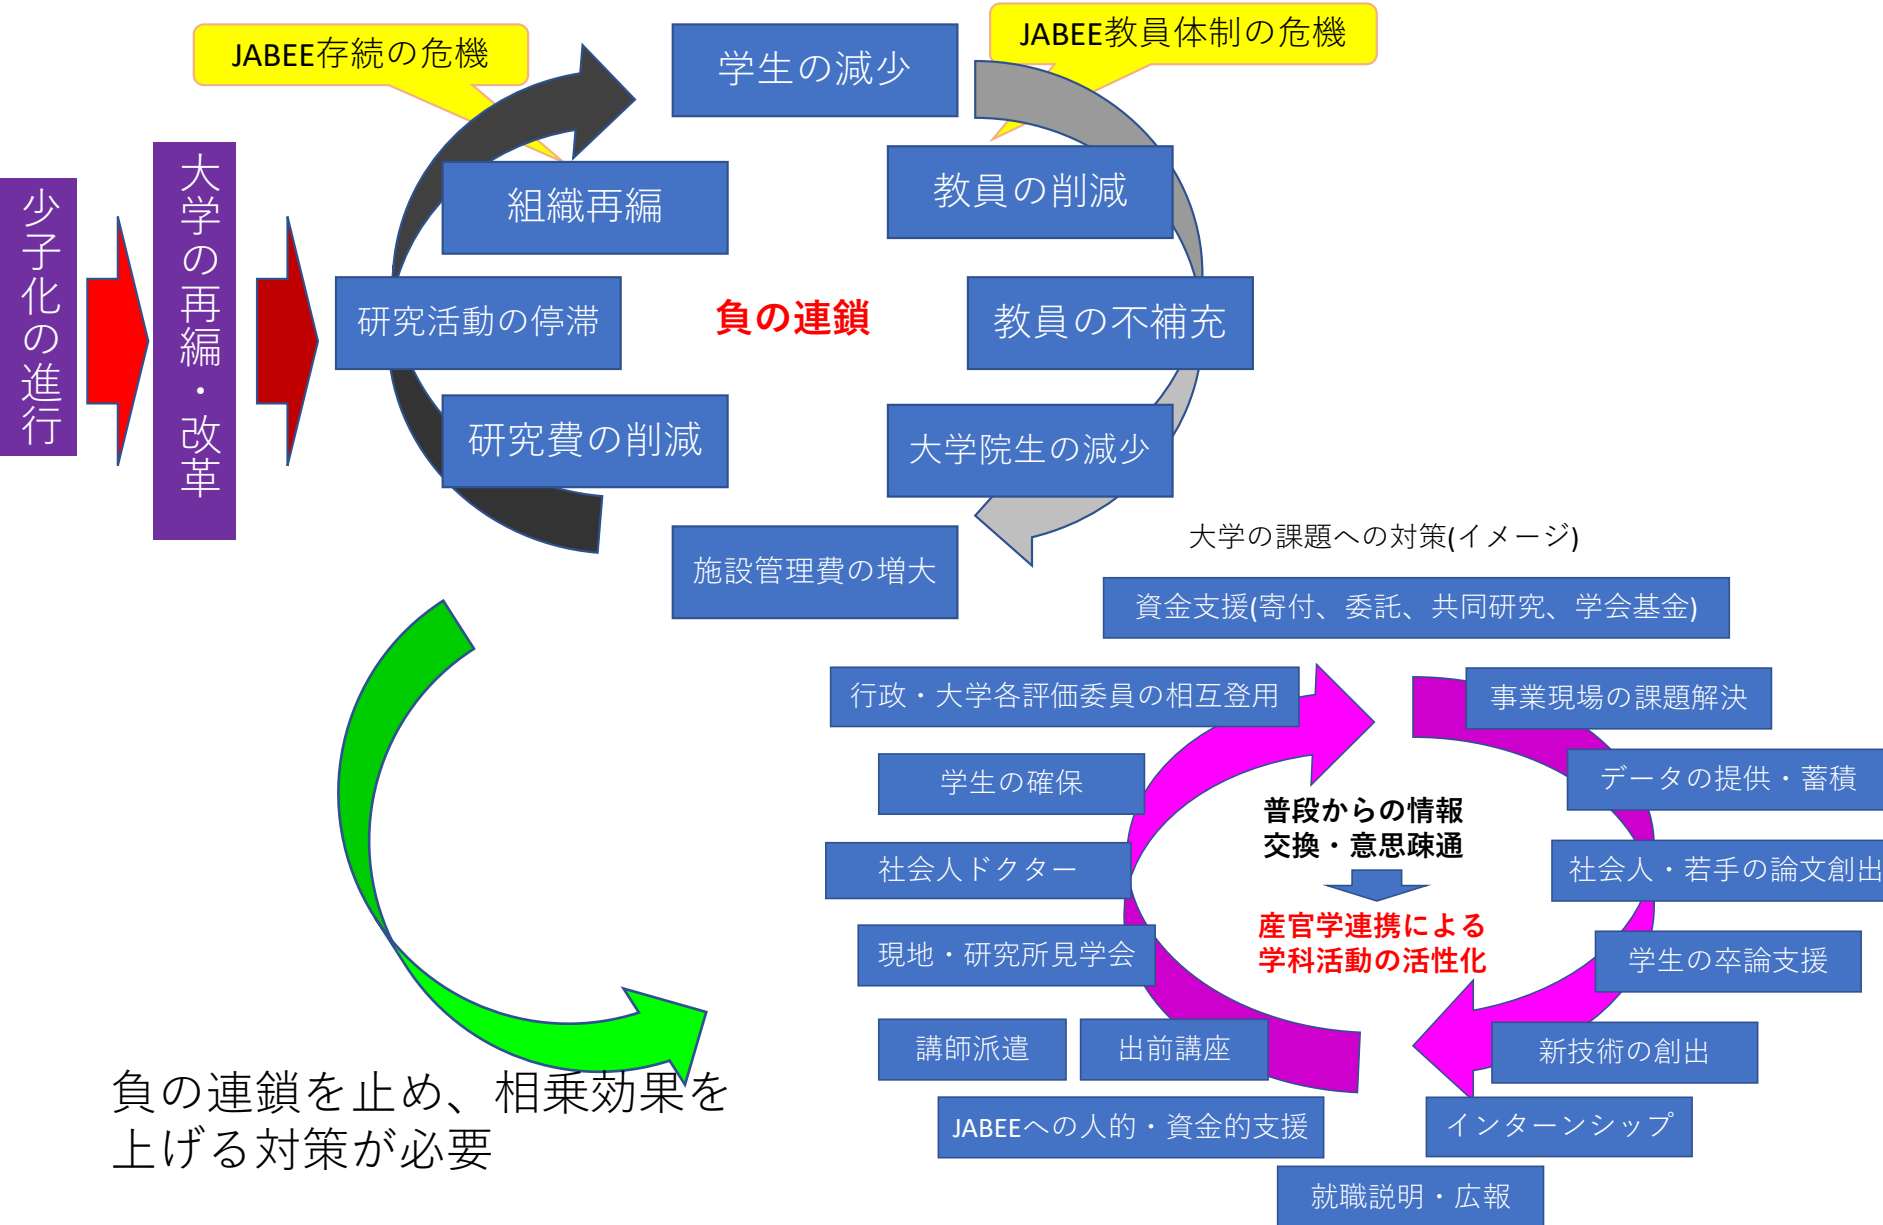 JABEE存続の危機
学生の減少
JABEE教員体制の危機
少子化の進行
大学の再編・改革
組織再編
教員の削減
研究活動の停滞
負の連鎖
教員の不補充
研究費の削減
大学院生の減少
施設管理費の増大
大学の課題への対策(イメージ)
資金支援(寄付、委託、共同研究、学会基金)
行政・大学各評価委員の相互登用
事業現場の課題解決
学生の確保
データの提供・蓄積
普段からの情報
交換・意思疎通
社会人ドクター
社会人・若手の論文創出
産官学連携による
学科活動の活性化
現地・研究所見学会
学生の卒論支援
講師派遣
出前講座
新技術の創出
JABEEへの人的・資金的支援
インターンシップ
就職説明・広報
負の連鎖を止め、相乗効果を
上げる対策が必要